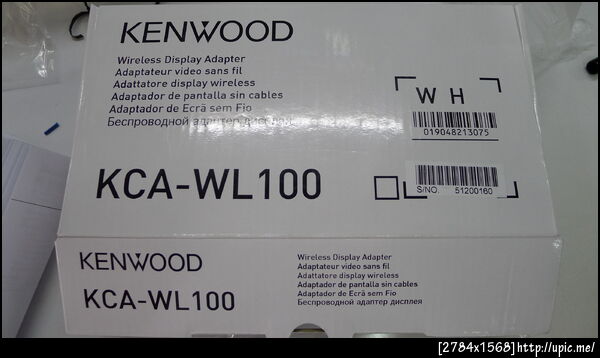 KENWOOD
Wireless Display Adapter
Adaptateur video sans fil
Adattatore display wireless
Adaptador de pantalla sin cables
Adaptador de Ecrã sem Fio
Беспроводной адаптер дисплея
W H
019048213075
KCA-WL100
S/NO. 51200160
KENWOOD
KCA-WL100
Wireless Display Adapter
Adaptateur video sans fil
Adattatore display wireless
Adaptador de pantalla sin cables
Adaptador de Ecrã sem Fio
Беспроводной адаптер дисплея
[2784x1568]http://upic.me/